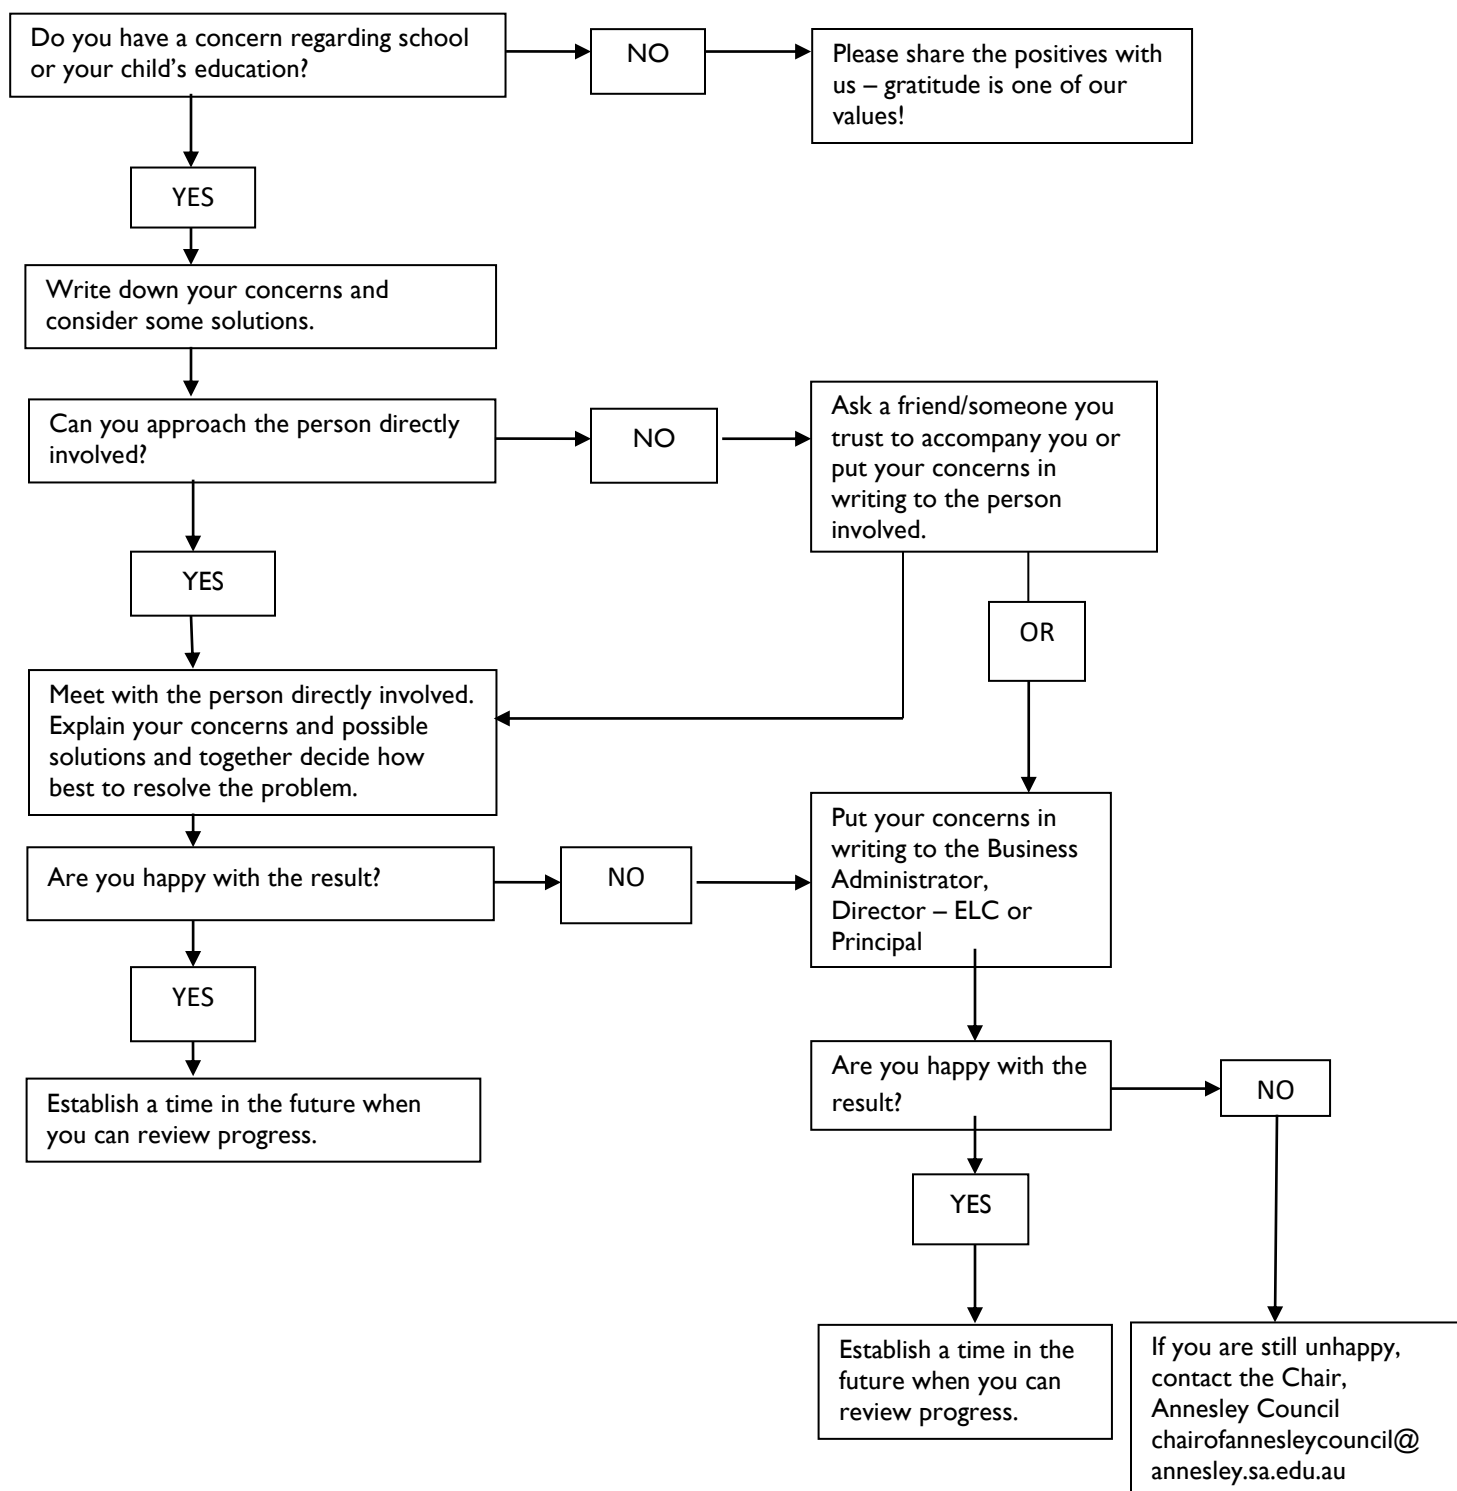 Do you have a concern regarding school
or your child's education?
NO
Please share the positives with
us – gratitude is one of our
values!
YES
Write down your concerns and
consider some solutions.
Can you approach the person directly
involved?
NO
Ask a friend/someone you
trust to accompany you or
put your concerns in
writing to the person
involved.
YES
OR
Meet with the person directly involved.
Explain your concerns and possible
solutions and together decide how
best to resolve the problem.
Put your concerns in
writing to the Business
Administrator,
Director – ELC or
Principal
Are you happy with the result?
NO
YES
Establish a time in the future when
you can review progress.
Are you happy with the
result?
NO
YES
Establish a time in the
future when you can
review progress.
If you are still unhappy,
contact the Chair,
Annesley Council
chairofannesleycouncil@
annesley.sa.edu.au